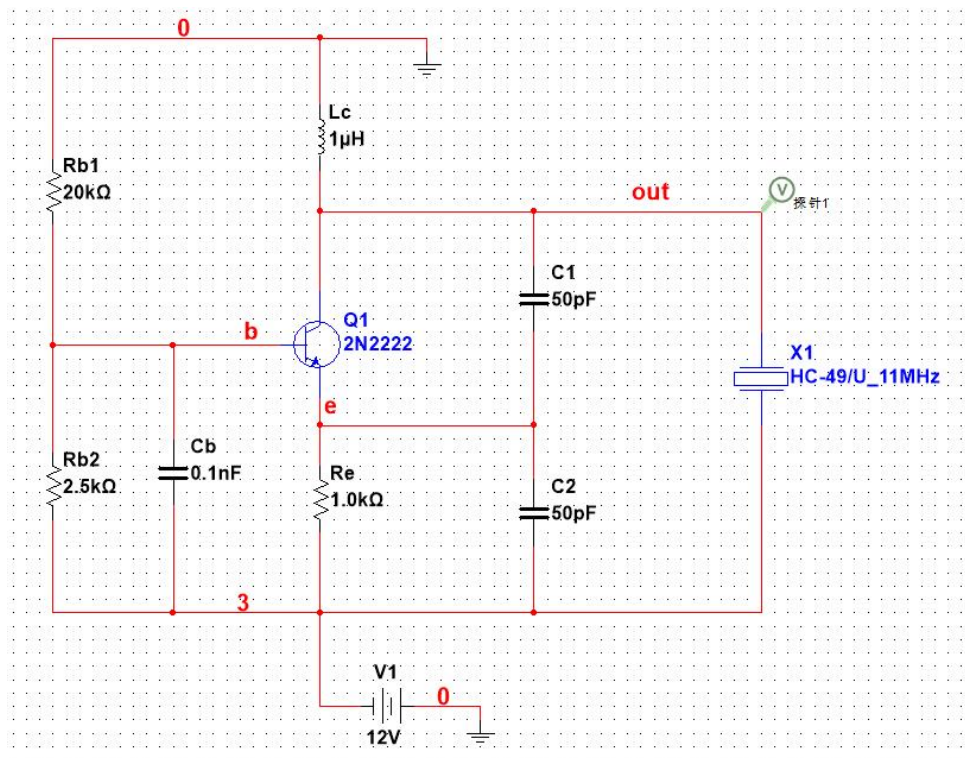 0
Lc
1μH
Rb1
20kΩ
out
V
探针1
C1
50pF
b
Q1
2N2222
X1
HC-49/U_11MHz
e
Cb
0.1nF
Rb2
2.5kΩ
Re
1.0kΩ
C2
50pF
3
V1
0
12V